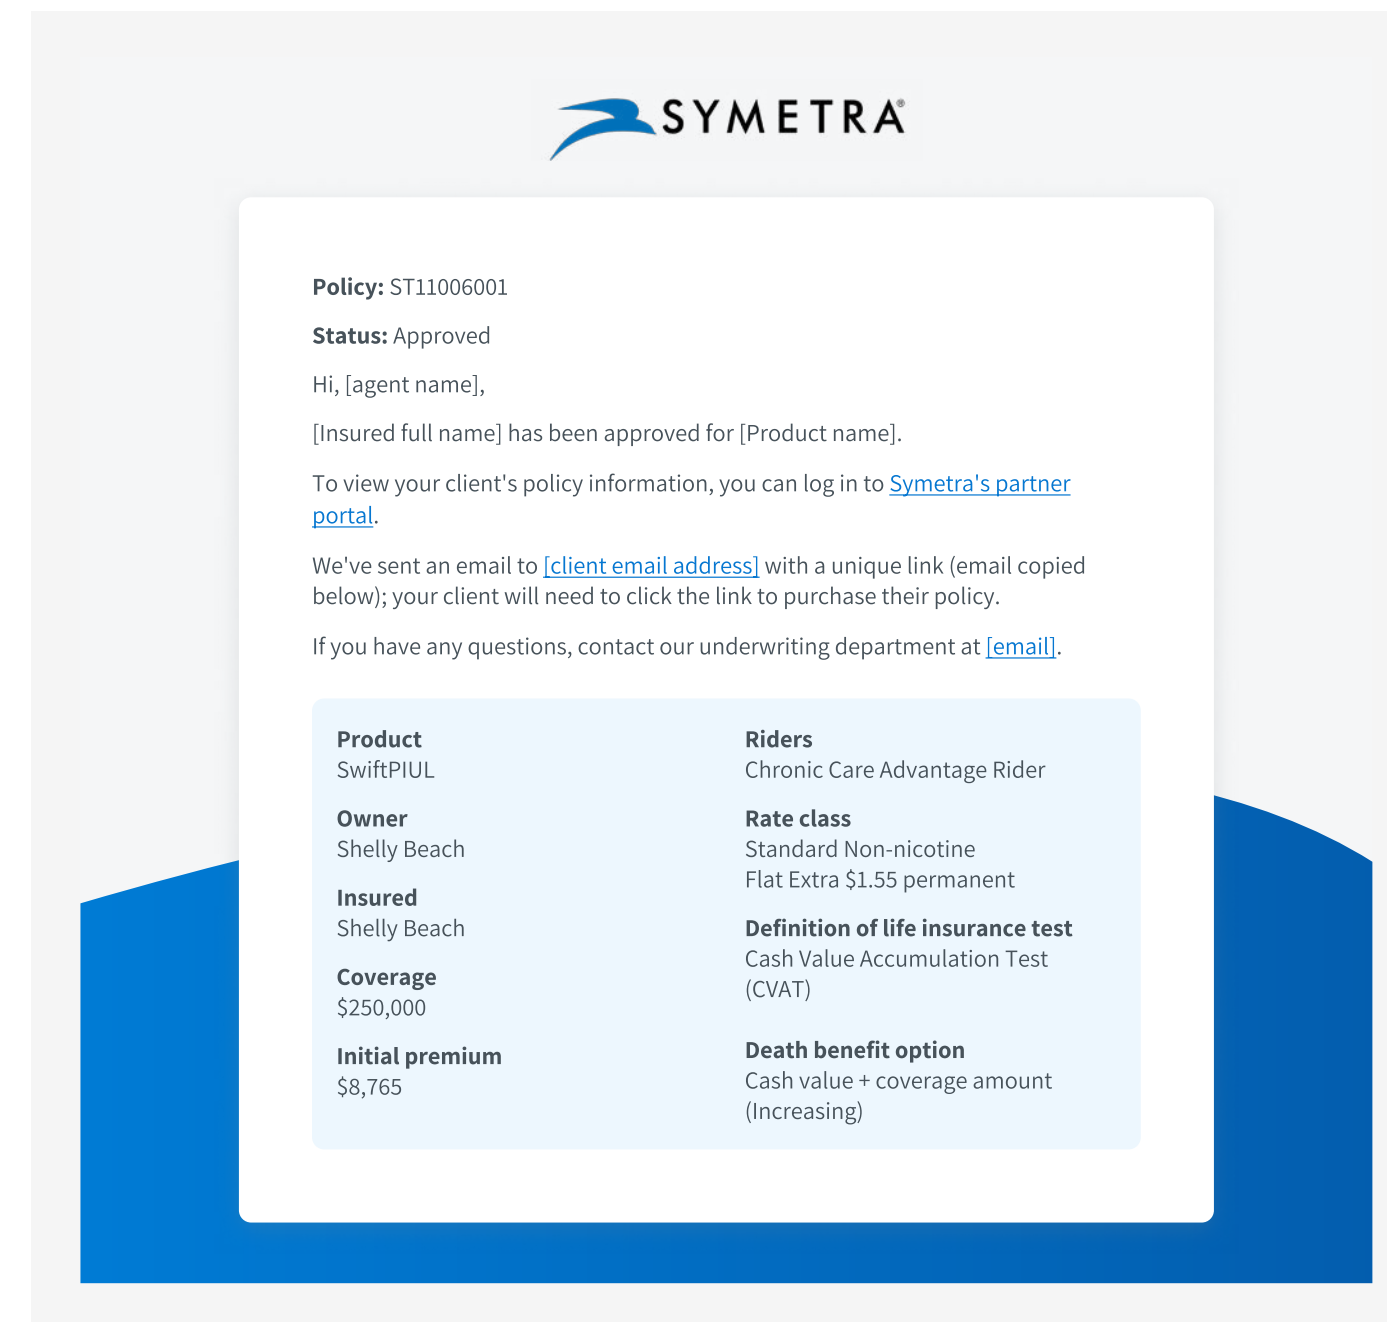 SYMETRA®
Policy: ST11006001
Status: Approved
Hi, [agent name],
[Insured full name] has been approved for [Product name].
To view your client's policy information, you can log in to Symetra's partner
portal.
We've sent an email to [client email address] with a unique link (email copied
below); your client will need to click the link to purchase their policy.
If you have any questions, contact our underwriting department at [email].
Product
SwiftPIUL
Owner
Shelly Beach
Insured
Shelly Beach
Coverage
$250,000
Initial premium
$8,765
Riders
Chronic Care Advantage Rider
Rate class
Standard Non-nicotine
Flat Extra $1.55 permanent
Definition of life insurance test
Cash Value Accumulation Test
(CVAT)
Death benefit option
Cash value + coverage amount
(Increasing)